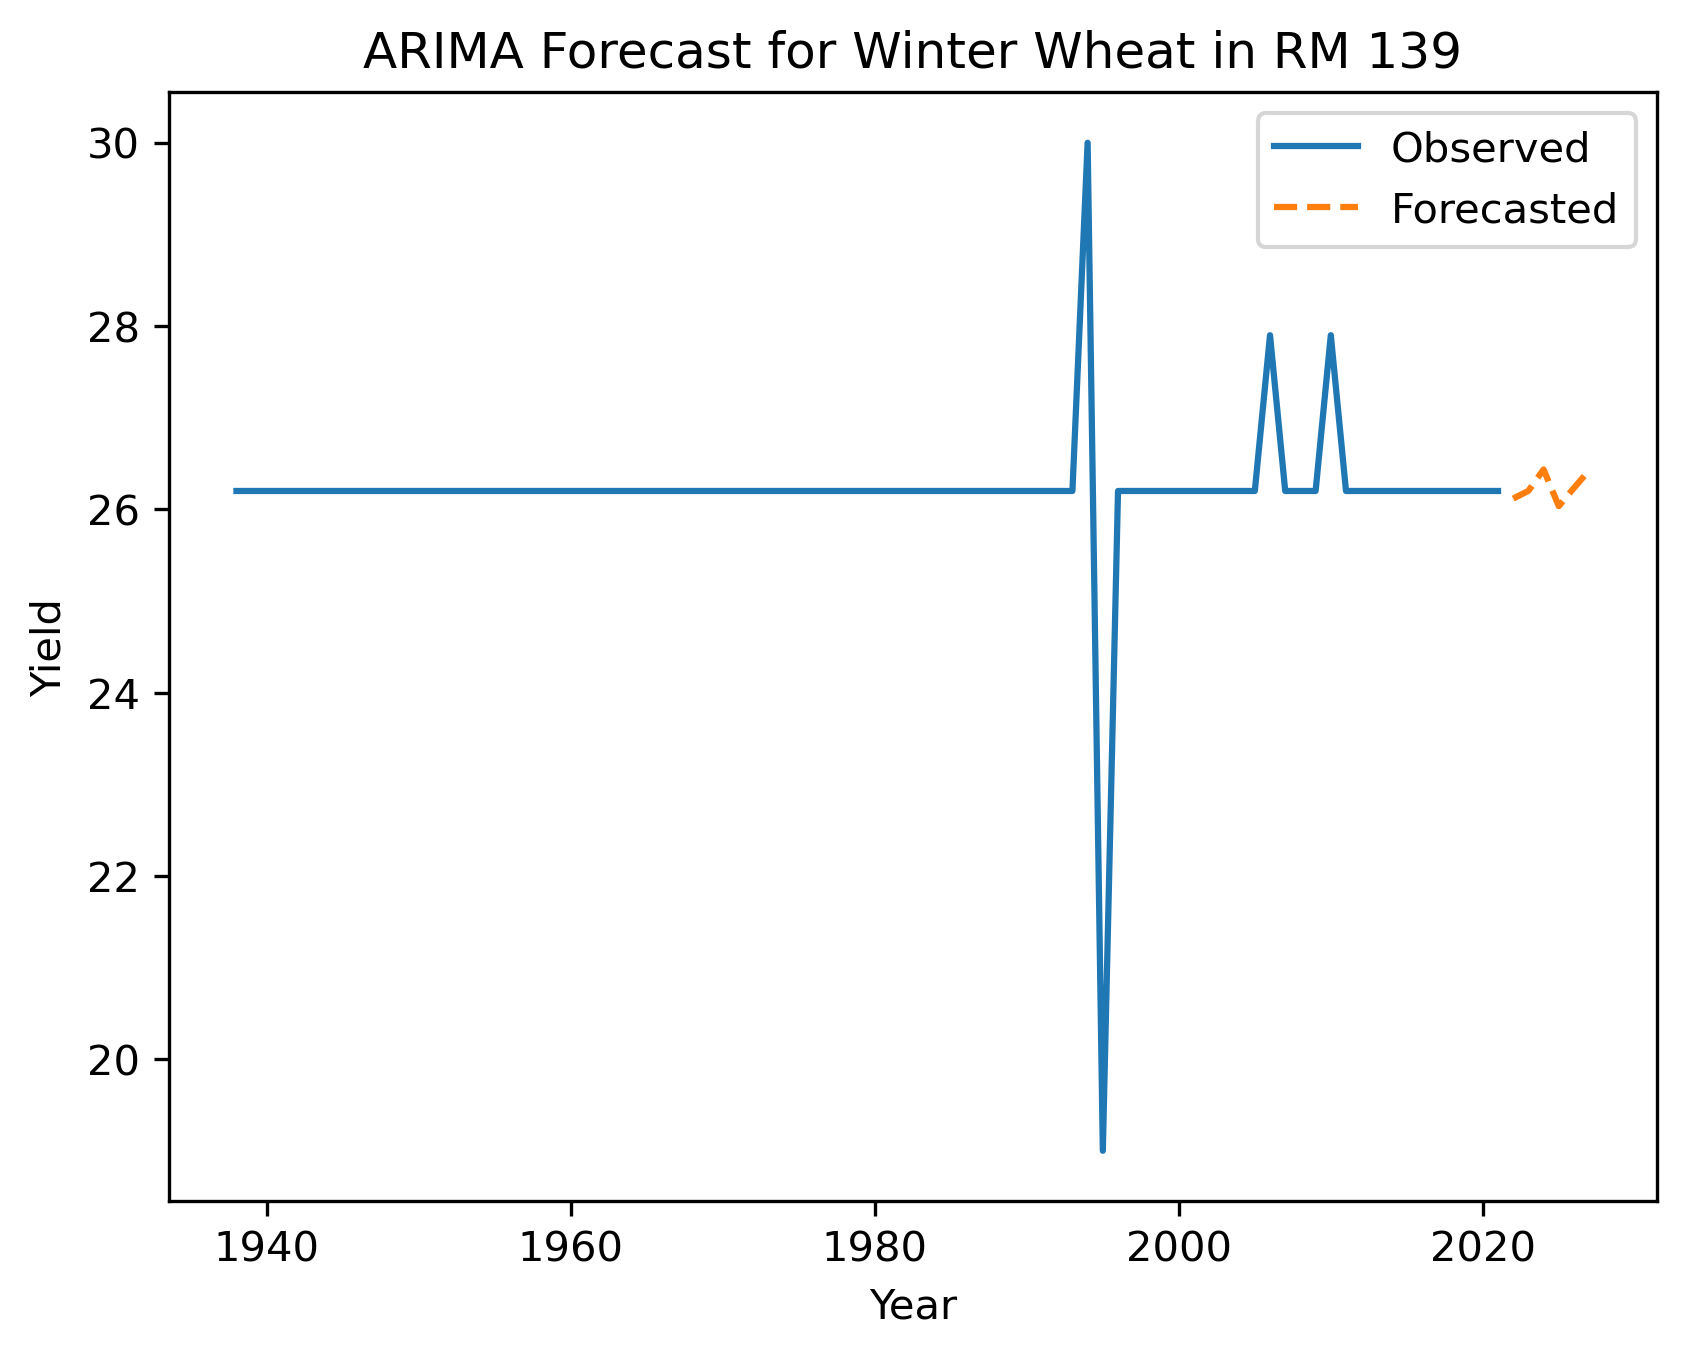 ARIMA Forecast for Winter Wheat in RM 139
Observed
Forecasted
30
28
26
24
22
20
Yield
1940 1960 1980 2000 2020
Year